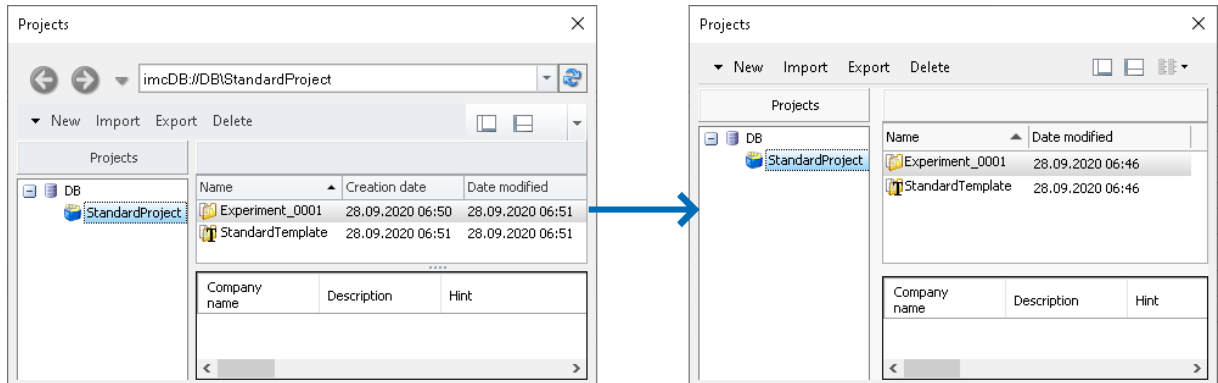 Projects
imcDB://DB\StandardProject
New Import Export Delete
Projects
DB
StandardProject
Name Creation date Date modified
Experiment_0001 28.09.2020 06:50 28.09.2020 06:51
StandardTemplate 28.09.2020 06:51 28.09.2020 06:51
Company
name Description Hint
Projects
New Import Export Delete
Projects
DB
StandardProject
Name Date modified
Experiment_0001 28.09.2020 06:46
StandardTemplate 28.09.2020 06:46
Company
name Description Hint